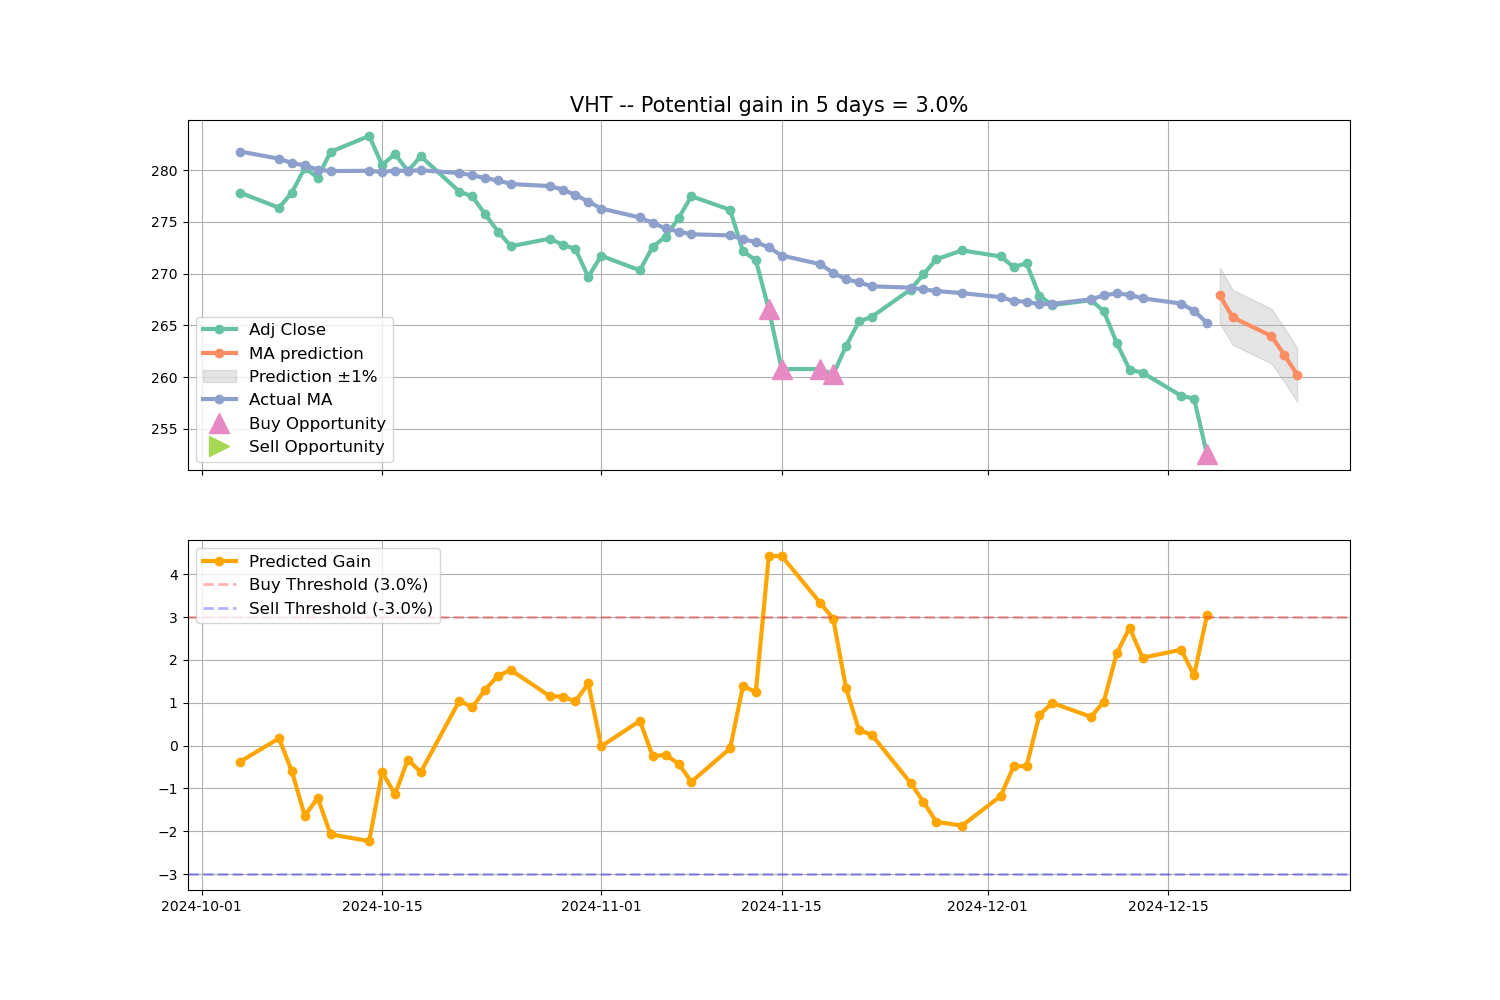 VHT -- Potential gain in 5 days = 3.0%
280
275
270
265
260
255
Adj Close
MA prediction
Prediction ±1%
Actual MA
Buy Opportunity
Sell Opportunity
4
3
2
1
0
−1
−2
−3
Predicted Gain
Buy Threshold (3.0%)
Sell Threshold (-3.0%)
2024-10-01
2024-10-15
2024-11-01
2024-11-15
2024-12-01
2024-12-15